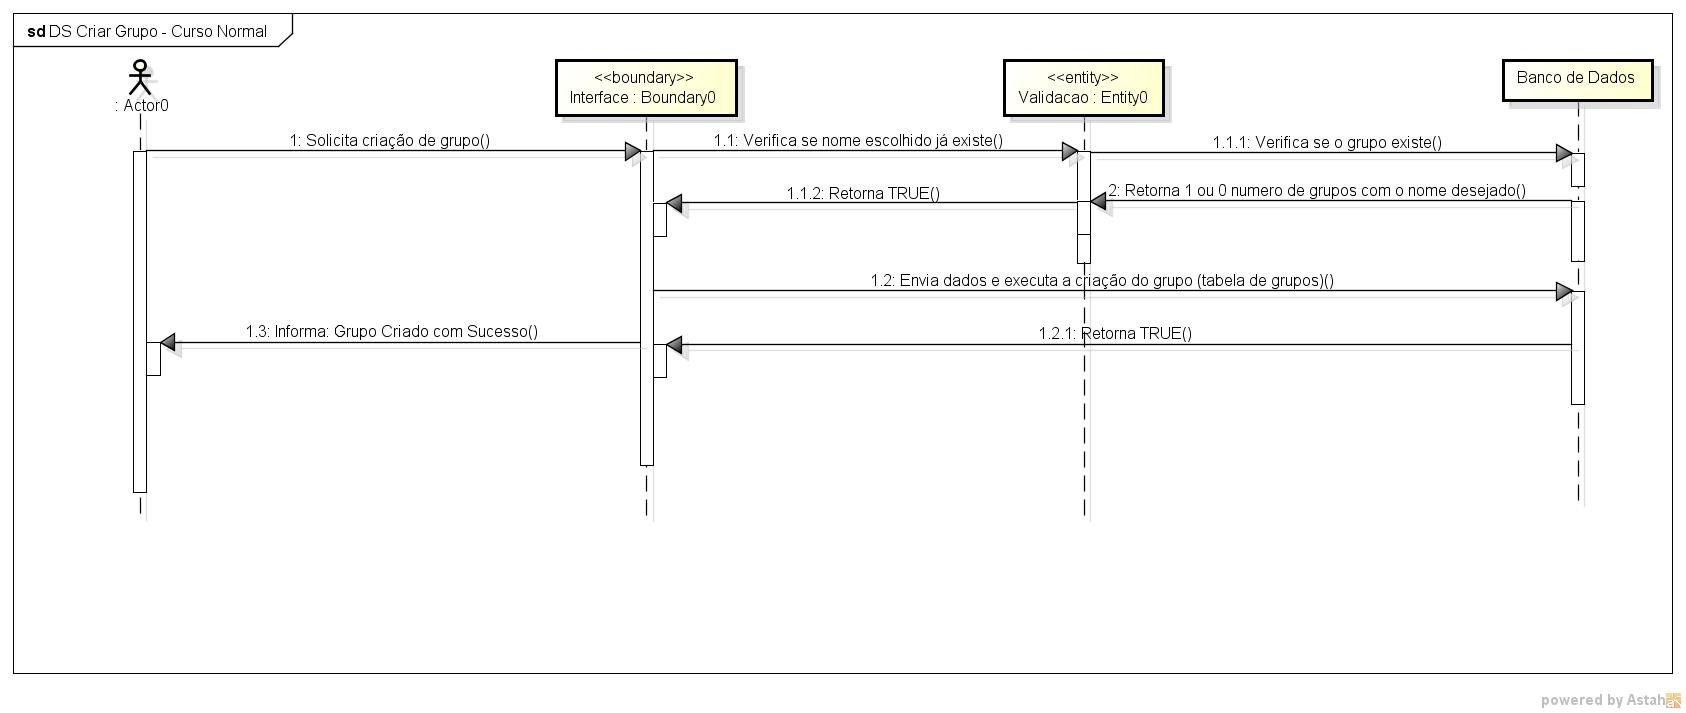 sd DS Criar Grupo - Curso Normal
: Actor0
<<boundary>>
Interface : Boundary0
<<entity>>
Validacao : Entity0
Banco de Dados
1: Solicita criação de grupo()
1.1: Verifica se nome escolhido já existe()
1.1.1: Verifica se o grupo existe()
1.1.2: Retorna TRUE()
2: Retorna 1 ou 0 numero de grupos com o nome desejado()
1.2: Envia dados e executa a criação do grupo (tabela de grupos)()
1.3: Informa: Grupo Criado com Sucesso()
1.2.1: Retorna TRUE()
powered by Astah